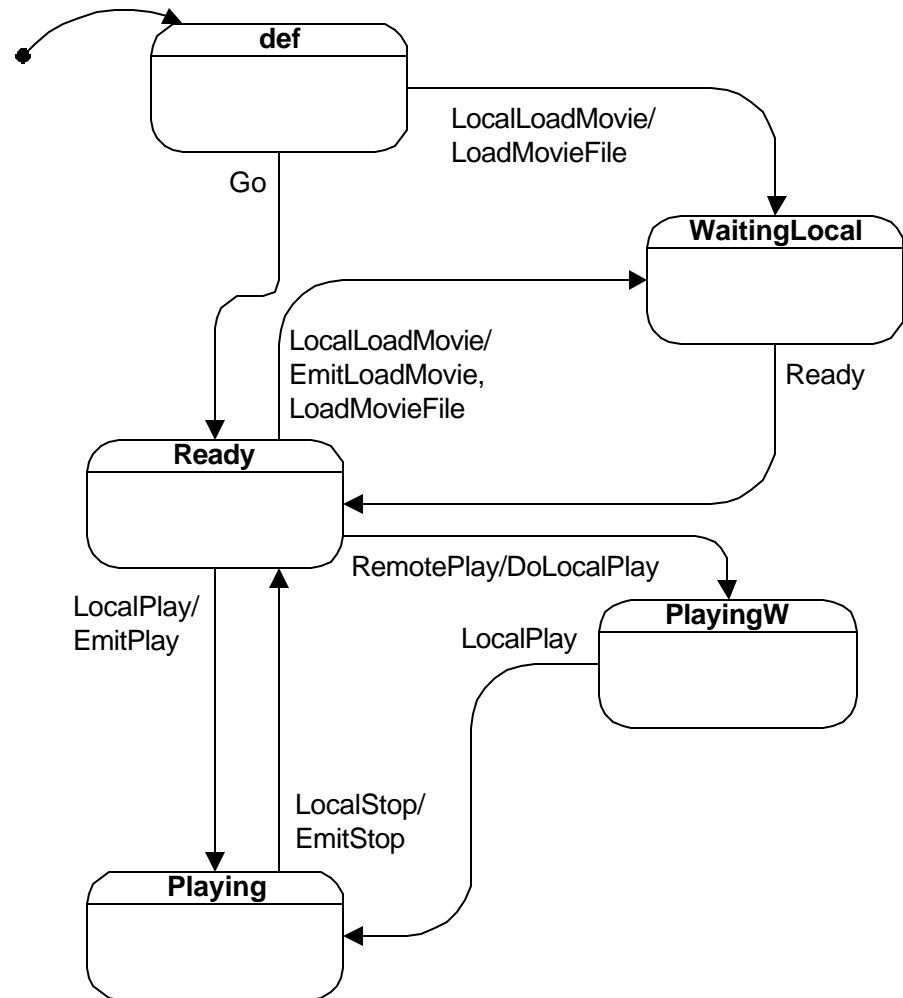 def
LocalLoadMovie/
LoadMovieFile
Go
WaitingLocal
LocalLoadMovie/
EmitLoadMovie,
LoadMovieFile
Ready
Ready
RemotePlay/DoLocalPlay
LocalPlay/
EmitPlay
PlayingW
LocalPlay
LocalStop/
EmitStop
Playing